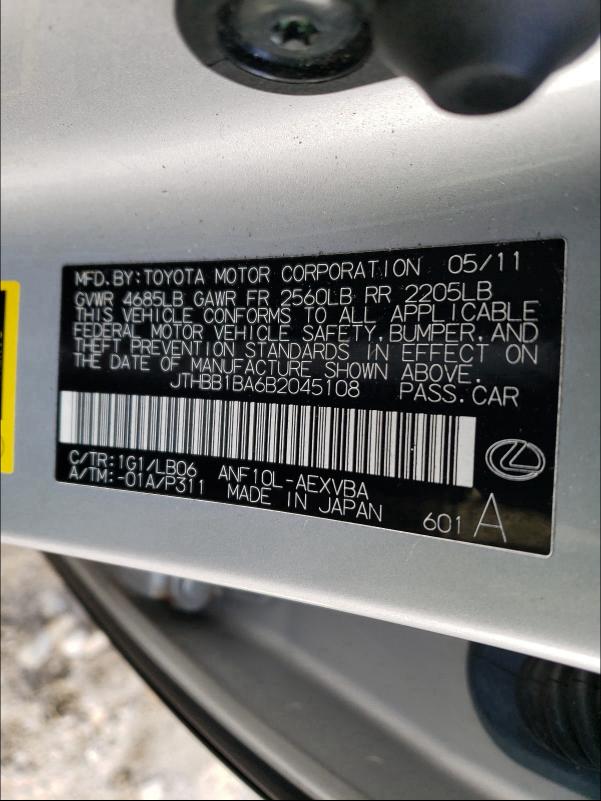 MFD.BY:TOYOTA MOTOR CORPORATION 05/11
GVWR 4685LB GAWR FR 2560LB RR 2205LB
THIS VEHICLE CONFORMS TO ALL APPLICABLE
FEDERAL MOTOR VEHICLE SAFETY,BUMPER,AND
THEFT PREVENTION STANDARDS IN EFFECT ON
THE DATE OF MANUFACTURE SHOWN ABOVE.
JTHBB1BA6B2045108 PASS.CAR
C/TR:1G1/LB06 ANF10L-AEXVBA
A/TM:-01A/P311 MADE IN JAPAN
601 A